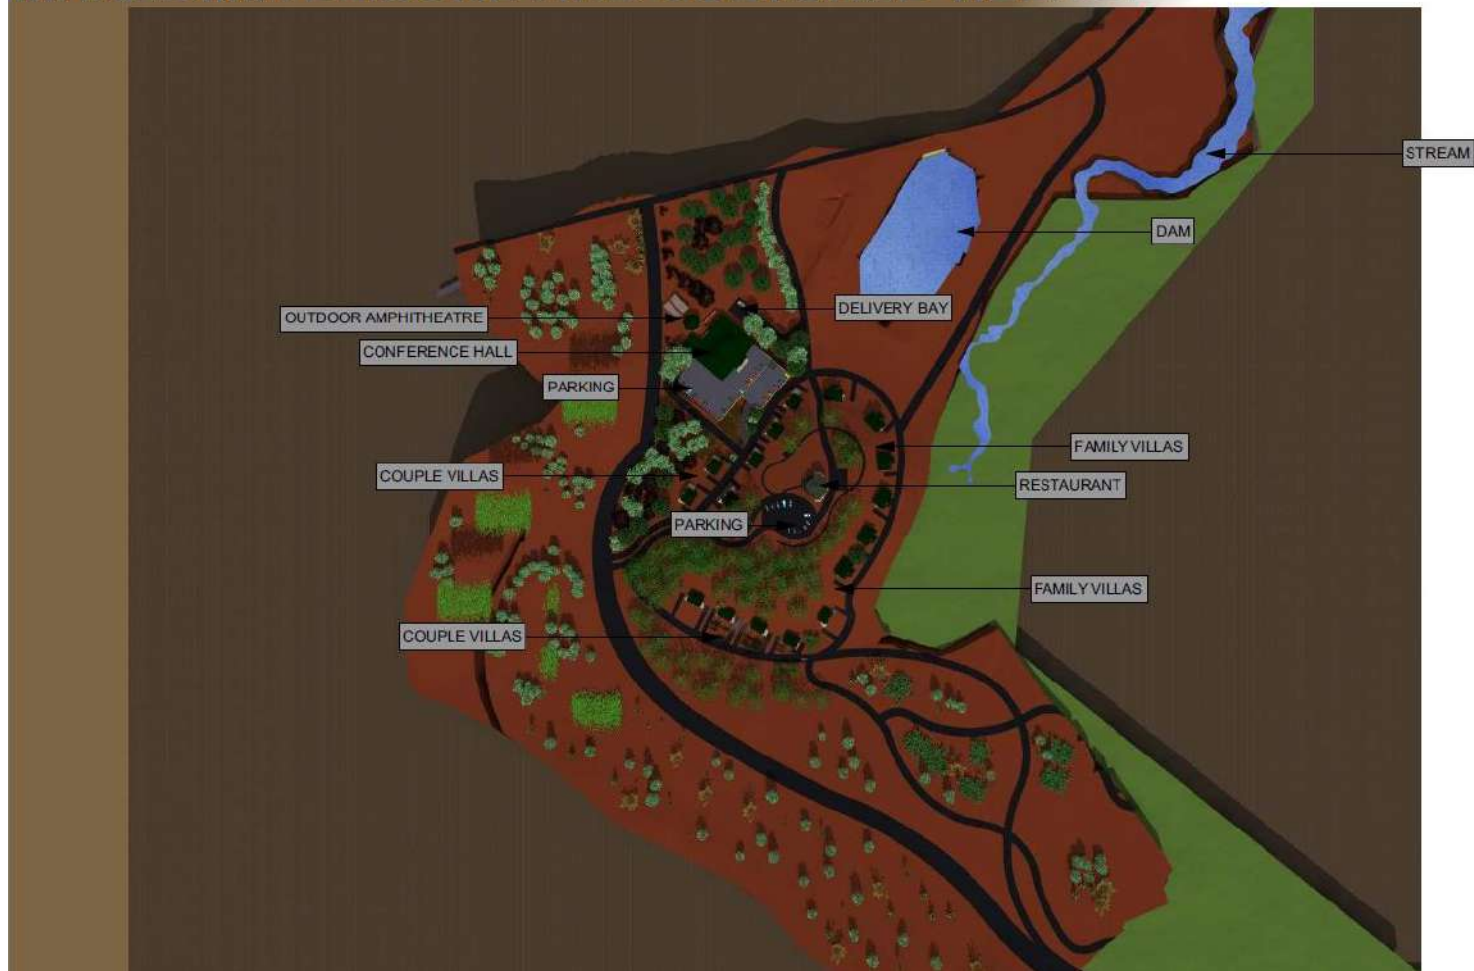 STREAM
DAM
DELIVERY BAY
OUTDOOR AMPHITHEATRE
CONFERENCE HALL
PARKING
FAMILY VILLAS
COUPLE VILLAS
RESTAURANT
PARKING
FAMILY VILLAS
COUPLE VILLAS